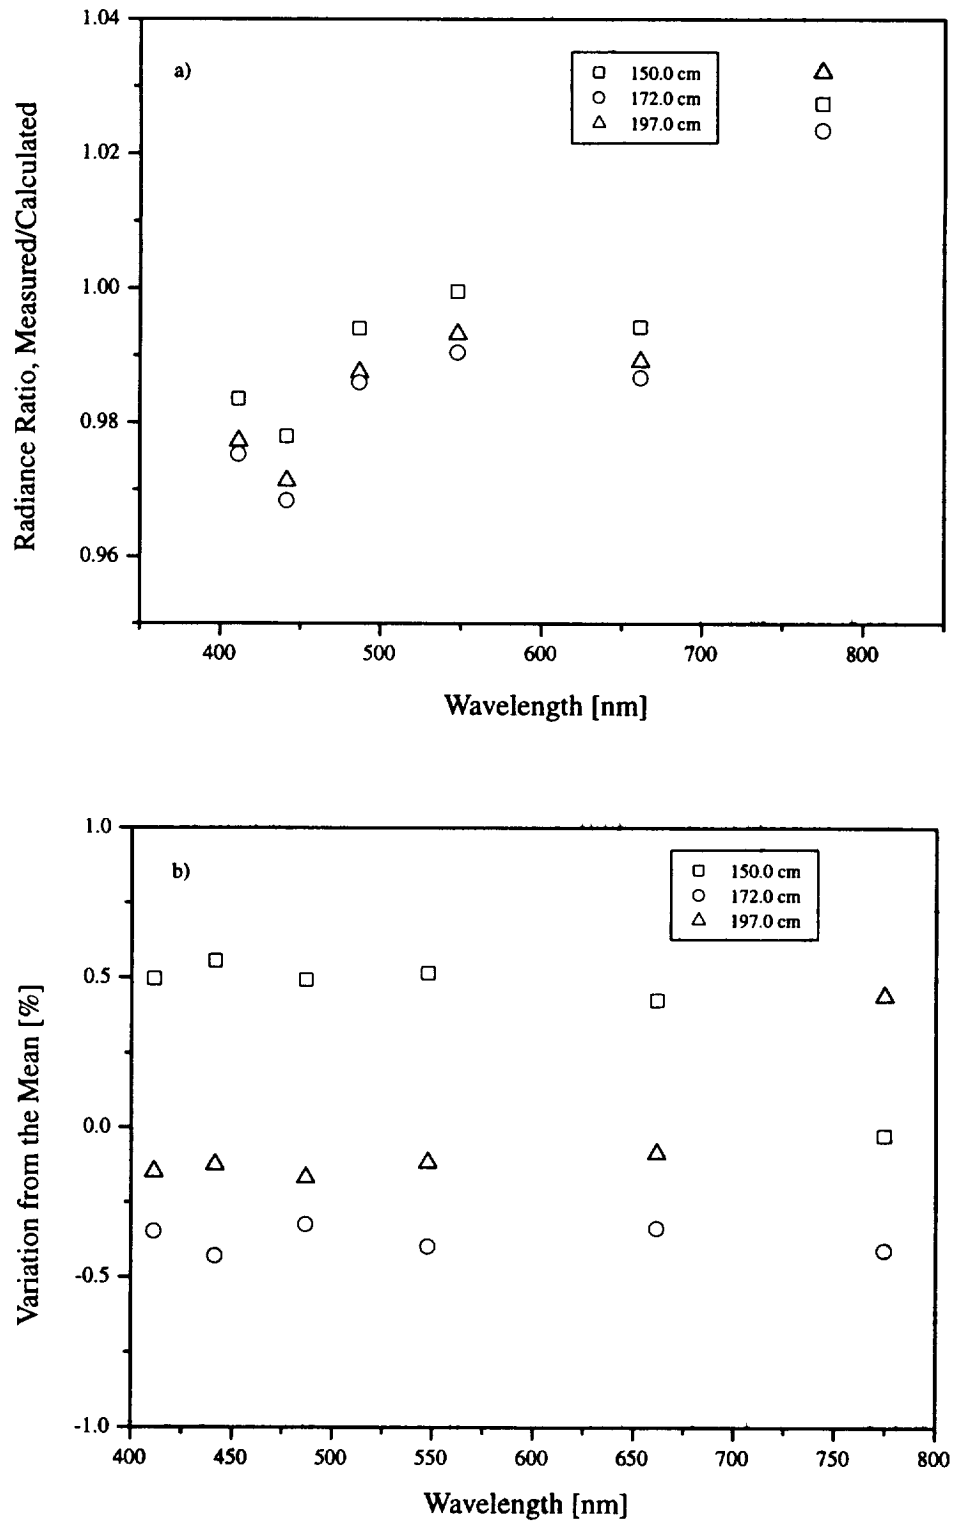 1.04
a)
150.0 cm
172.0 cm
197.0 cm
1.02
1.00
0.98
0.96
Radiance Ratio, Measured/Calculated
400 500 600 700 800
Wavelength [nm]
1.0
b)
150.0 cm
172.0 cm
197.0 cm
0.5
0.0
-0.5
-1.0
Variation from the Mean [%]
400 450 500 550 600 650 700 750 800
Wavelength [nm]